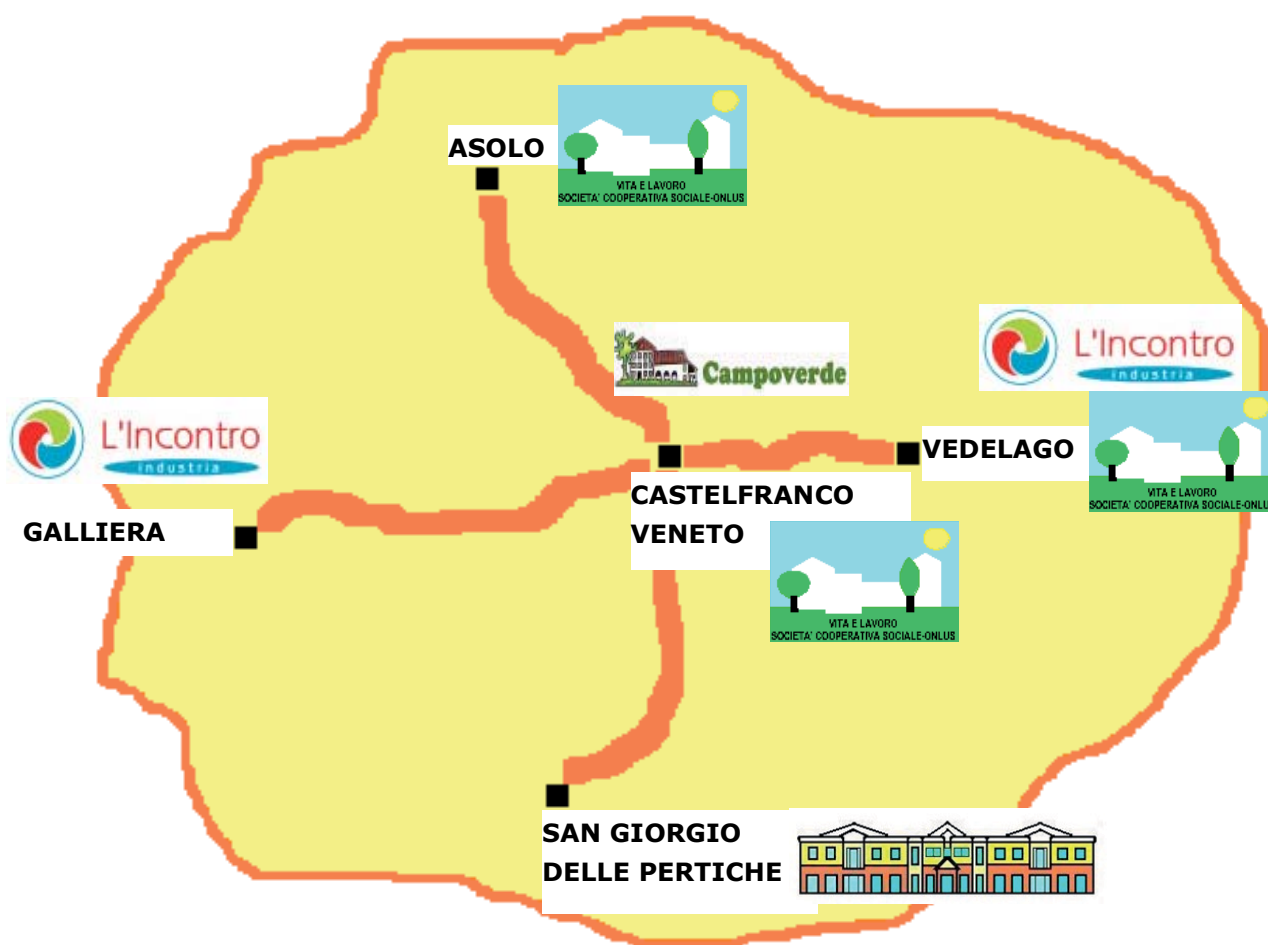 ASOLO
VITA E LAVORO
SOCIETA' COOPERATIVA SOCIALE-ONLUS
Campoverde
L'Incontro
industria
L'Incontro
industria
VEDELAGO
VITA E LAVORO
SOCIETA' COOPERATIVA SOCIALE-ONLU
GALLIERA
CASTELFRANCO
VENETO
VITA E LAVORO
SOCIETA' COOPERATIVA SOCIALE-ONLUS
SAN GIORGIO
DELLE PERTICHE